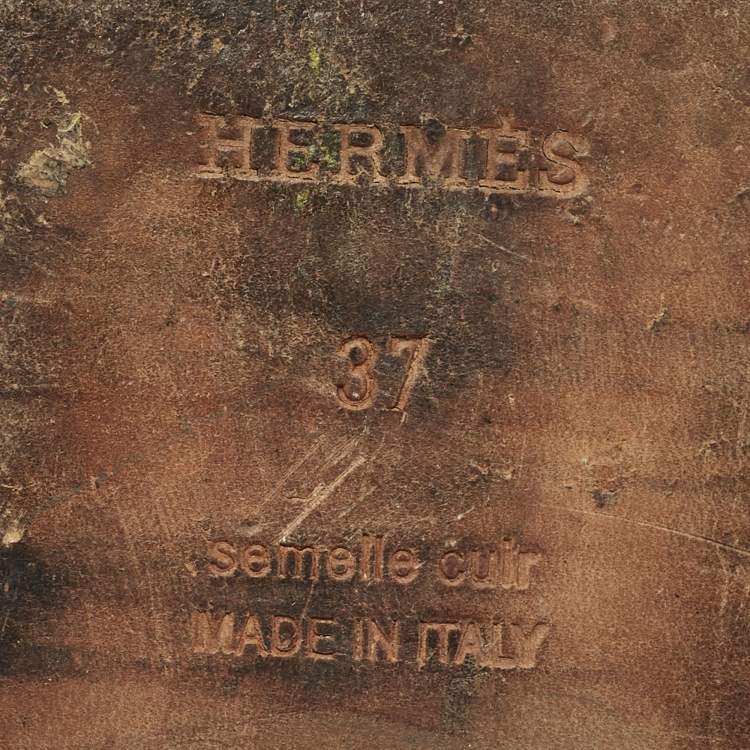 HERMÈS
37
semelle cuir
MADE IN ITALY